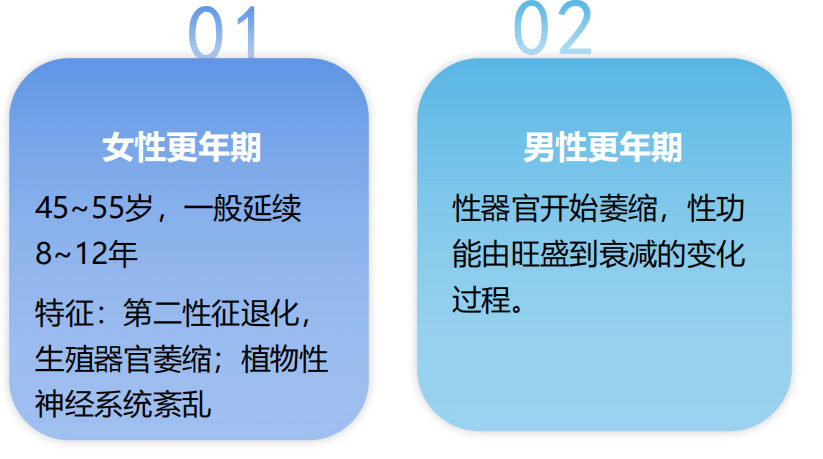 01
女性更年期
45~55岁，一般延续
8~12年
特征：第二性征退化，
生殖器官萎缩；植物性
神经系统紊乱
02
男性更年期
性器官开始萎缩，性功
能由旺盛到衰减的变化
过程。